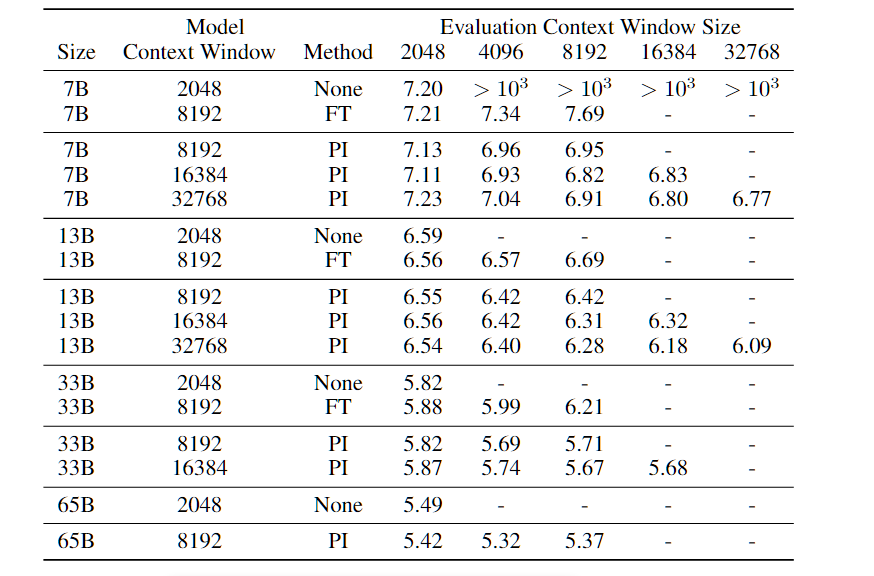 Model Evaluation Context Window Size
Size Context Window Method 2048 4096 8192 16384 32768
7B 2048 None 7.20 > 10³ > 10³ > 10³ > 10³
7B 8192 FT 7.21 7.34 7.69 - -
7B 8192 PI 7.13 6.96 6.95 - -
7B 16384 PI 7.11 6.93 6.82 6.83 -
7B 32768 PI 7.23 7.04 6.91 6.80 6.77
13B 2048 None 6.59 - - - -
13B 8192 FT 6.56 6.57 6.69 - -
13B 8192 PI 6.55 6.42 6.42 - -
13B 16384 PI 6.56 6.42 6.31 6.32 -
13B 32768 PI 6.54 6.40 6.28 6.18 6.09
33B 2048 None 5.82 - - - -
33B 8192 FT 5.88 5.99 6.21 - -
33B 8192 PI 5.82 5.69 5.71 - -
33B 16384 PI 5.87 5.74 5.67 5.68 -
65B 2048 None 5.49 - - - -
65B 8192 PI 5.42 5.32 5.37 - -